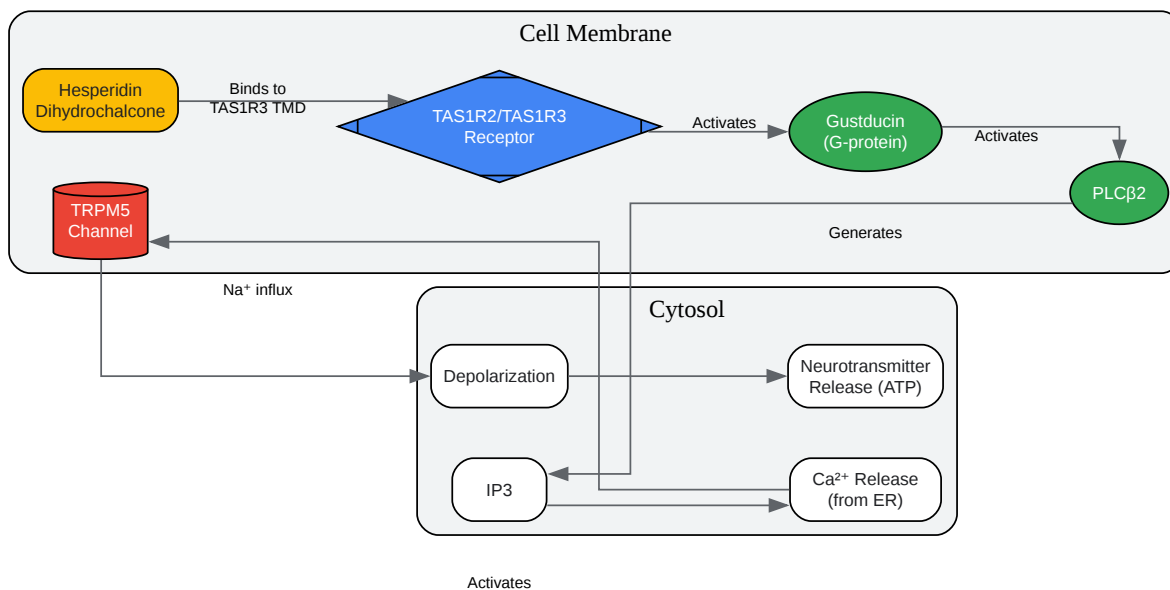 Cell Membrane
Hesperidin
Dihydrochalcone
Binds to
TAS1R3 TMD
TAS1R2/TAS1R3
Receptor
Activates
Gustducin
(G-protein)
Activates
PLCβ2
TRPM5
Channel
Generates
Na⁺ influx
Cytosol
Depolarization
Neurotransmitter
Release (ATP)
IP3
Ca²⁺ Release
(from ER)
Activates